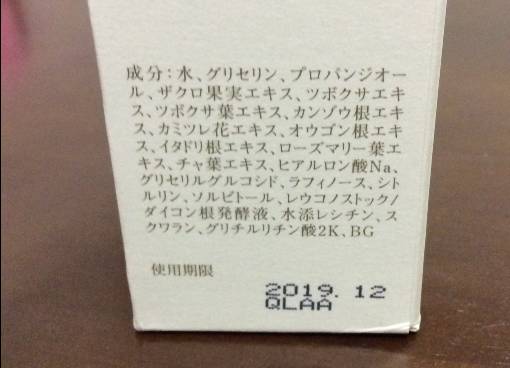 成分：水、グリセリン、プロパンジオー
ル、ザクロ果実エキス、ツボクサエキ
ス、ツボクサ葉エキス、カンゾウ根エキ
ス、カミツレ花エキス、オウゴン根エキ
ス、イタドリ根エキス、ローズマリー葉エ
キス、チャ葉エキス、ヒアルロン酸Na、
グリセリルグルコシド、ラフィノース、シト
ルリン、ソルビトール、レウコノストック/
ダイコン根発酵液、水添レシチン、ス
クワラン、グリチルリチン酸2K、BG
使用期限
2019. 12
QLAA